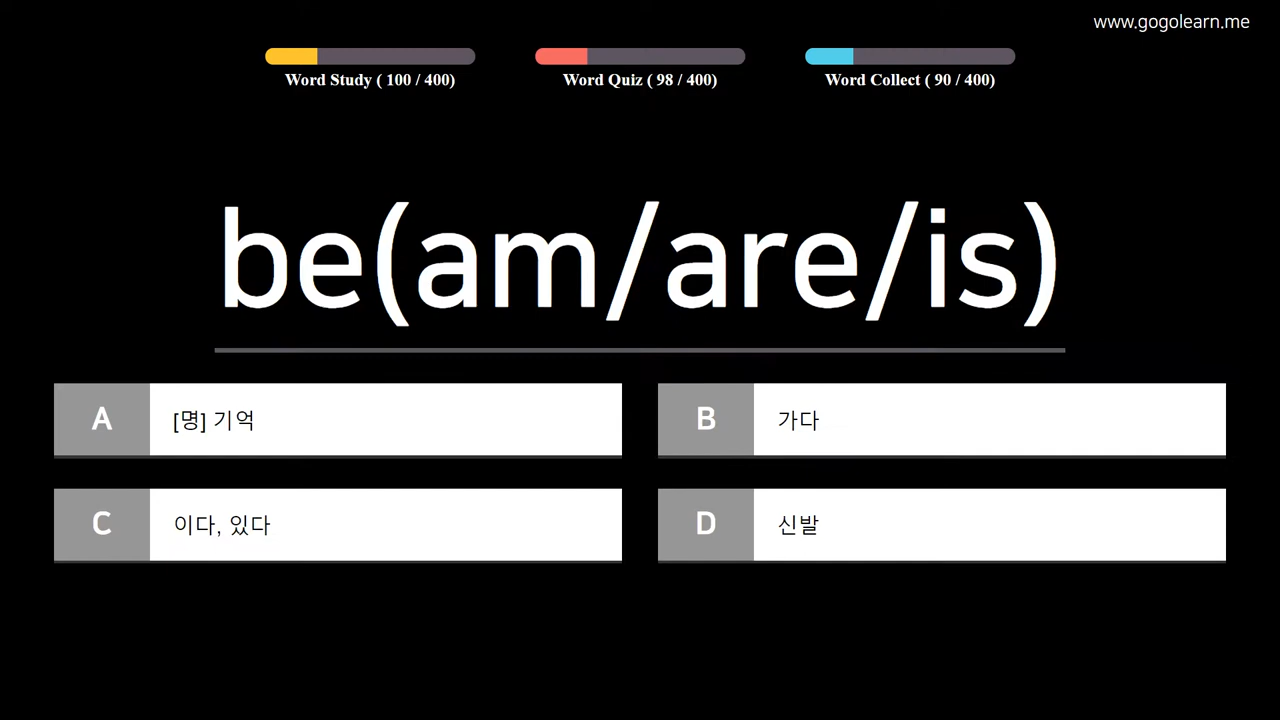 www.gogolearn.me
Word Study ( 100 / 400)
Word Quiz ( 98 / 400)
Word Collect ( 90 / 400)
be(am/are/is)
A [명] 기억
B 가다
C 이다, 있다
D 신발